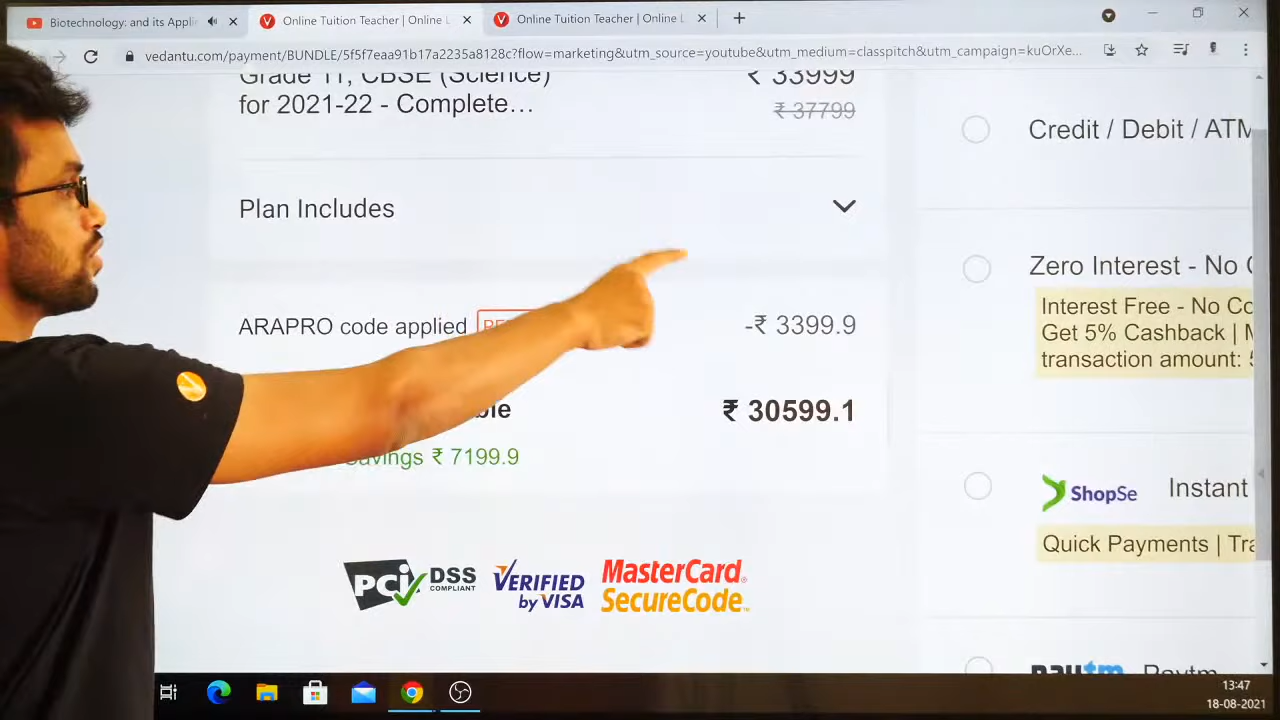 Biotechnology: and its Appli
Online Tuition Teacher | Online L
Online Tuition Teacher | Online L
vedantu.com/payment/BUNDLE/5f5f7eaa91b17a2235a8128c?flow=marketing&utm_source=youtube&utm_medium=classpitch&utm_campaign=kuOrXe...
Grade 11, CBSE (Science)
for 2021-22 - Complete...
₹ 33999
₹ 37799
Plan Includes
ARAPRO code applied
-₹ 3399.9
₹ 30599.1
Savings ₹ 7199.9
PCI DSS
COMPLIANT
VERIFIED
by VISA
MasterCard
SecureCode
Credit / Debit / ATM
Zero Interest - No
Interest Free - No Co
Get 5% Cashback |
transaction amount:
ShopSe Instant
Quick Payments | Tra
Paytm Paytm
13:47
18-08-2021